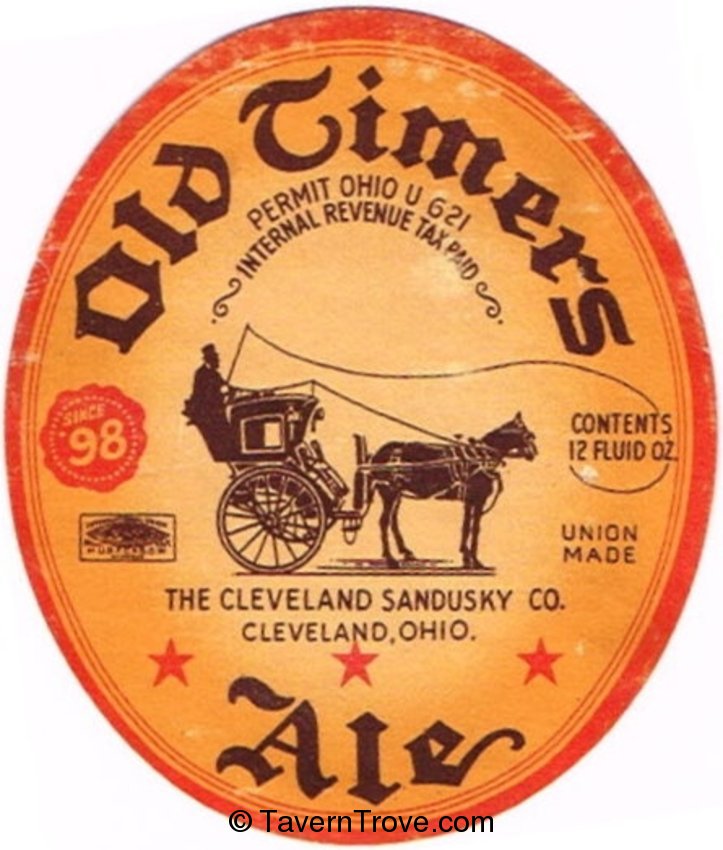 Old Timers
PERMIT OHIO U 621
INTERNAL REVENUE TAX PAID
SINCE
'98
CONTENTS
12 FLUID OZ.
UNION
MADE
THE CLEVELAND SANDUSKY CO.
CLEVELAND, OHIO.
Ale
© TavernTrove.com